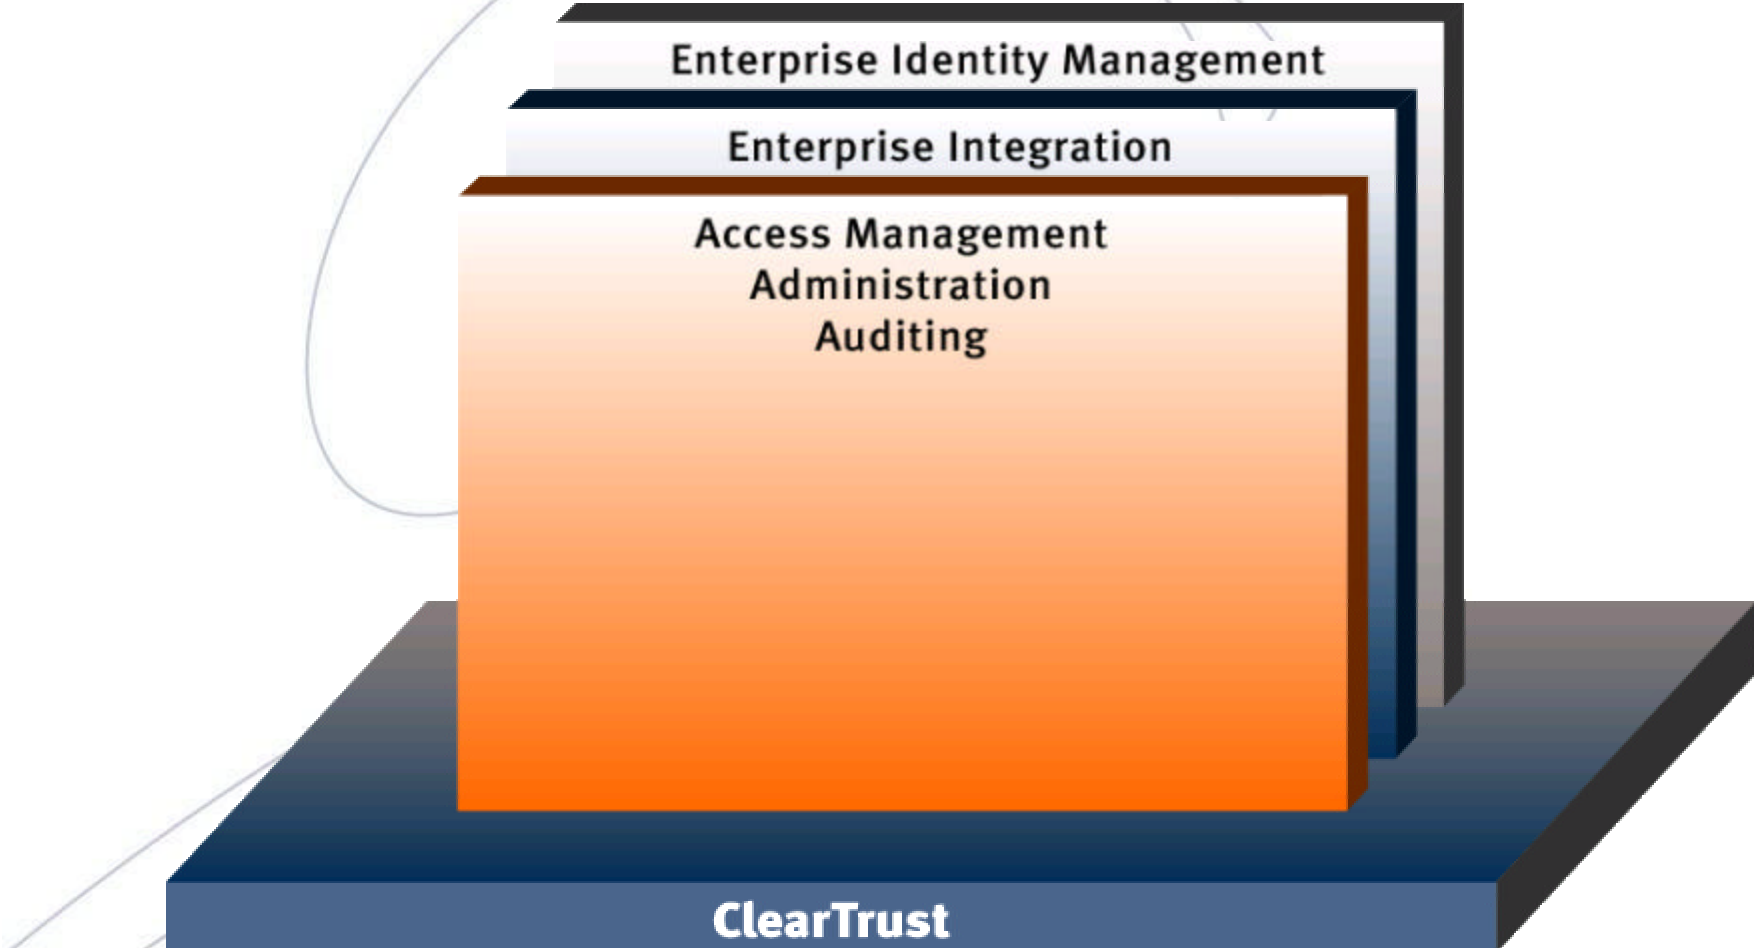 Enterprise Identity Management
Enterprise Integration
Access Management
Administration
Auditing
ClearTrust